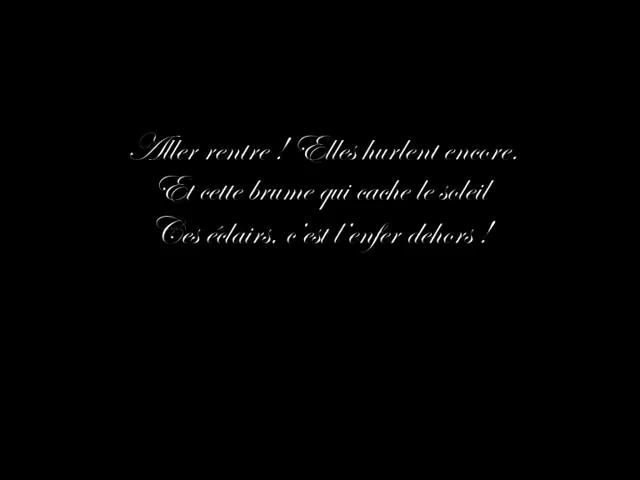 Aller rentre ! Elles hurlent encore.
Et cette brume qui cache le soleil
Ces éclairs, c'est l'enfer dehors !